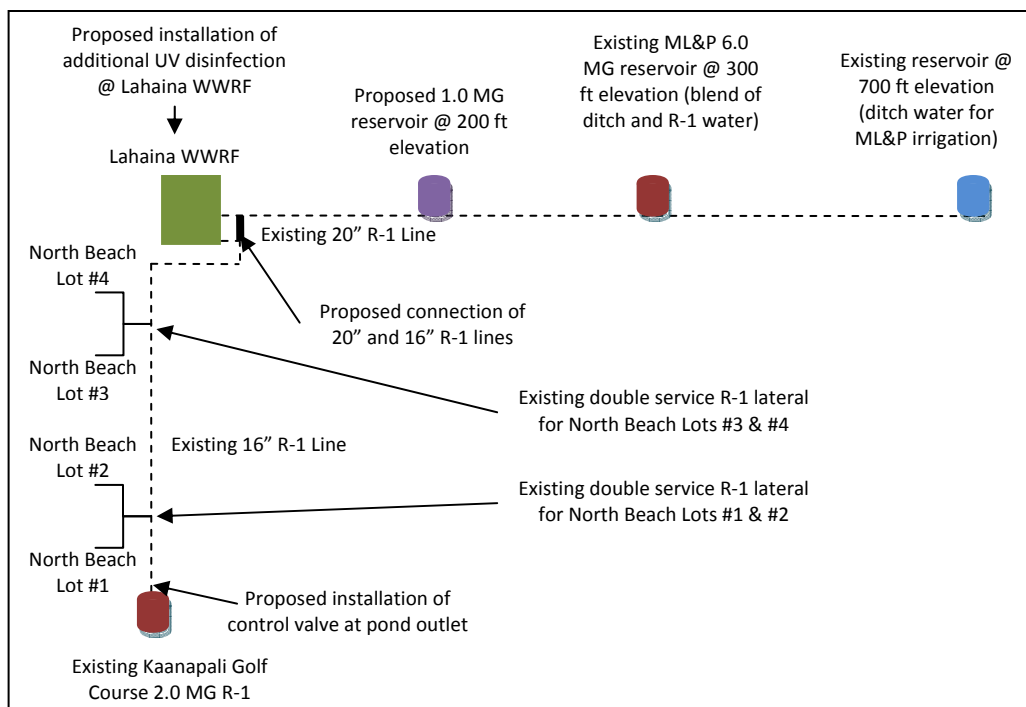 Proposed installation of
additional UV disinfection
@ Lahaina WWRF
Lahaina WWRF
Proposed 1.0 MG
reservoir @ 200 ft
elevation
Existing ML&P 6.0
MG reservoir @ 300
ft elevation (blend of
ditch and R-1 water)
Existing reservoir @
700 ft elevation
(ditch water for
ML&P irrigation)
Existing 20” R-1 Line
North Beach
Lot #4
Proposed connection of
20” and 16” R-1 lines
North Beach
Lot #3
Existing double service R-1 lateral
for North Beach Lots #3 & #4
North Beach
Lot #2
Existing 16” R-1 Line
Existing double service R-1 lateral
for North Beach Lots #1 & #2
North Beach
Lot #1
Proposed installation of
control valve at pond outlet
Existing Kaanapali Golf
Course 2.0 MG R-1